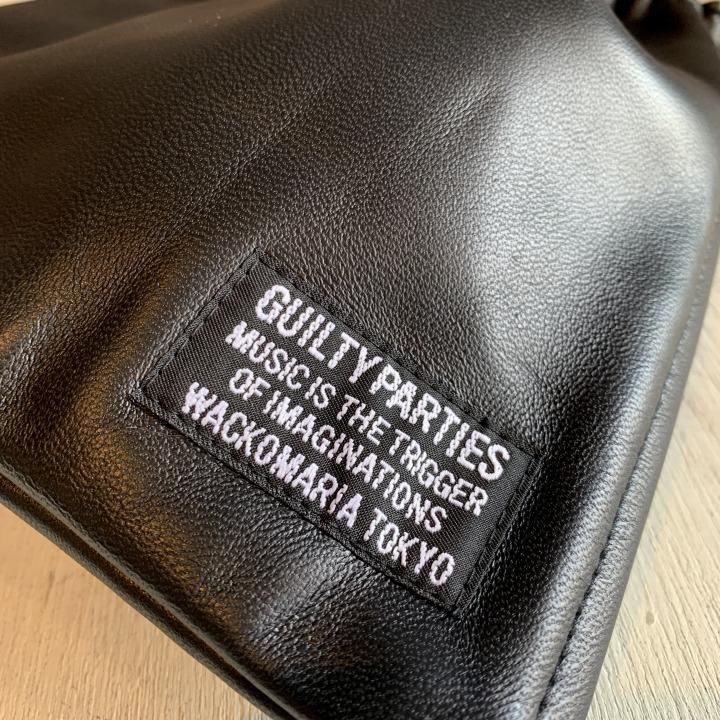 GUILTY PARTIES
MUSIC IS THE TRIGGER
OF IMAGINATIONS
WACKOMARIA TOKYO